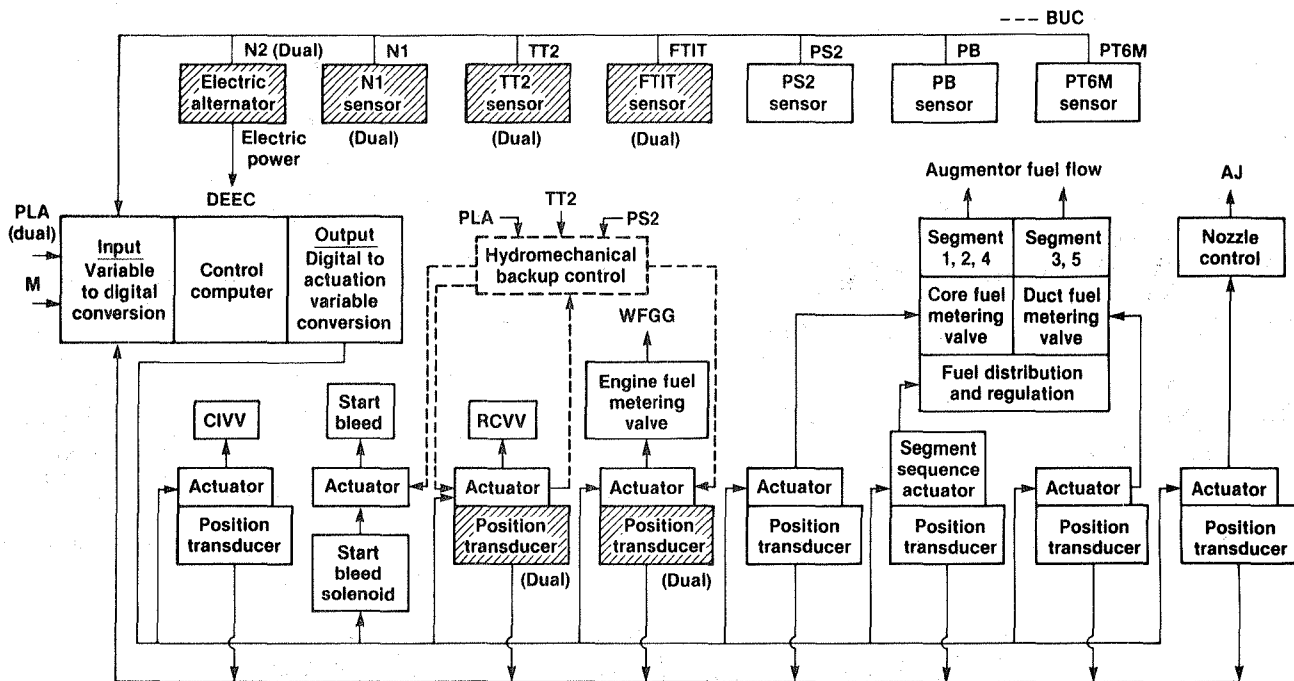 --- BUC
N2 (Dual)
N1
TT2
FTIT
PS2
PB
PT6M
Electric
alternator
N1
sensor
TT2
sensor
FTIT
sensor
PS2
sensor
PB
sensor
PT6M
sensor
(Dual)
(Dual)
(Dual)
Electric
power
DEEC
PLA
(dual)
M
Input
Variable
to digital
conversion
Control
computer
Output
Digital to
actuation
variable
conversion
PLA
TT2
PS2
Hydromechanical
backup control
WFGG
Engine fuel
metering
valve
Augmentor fuel flow
Segment
1, 2, 4
Segment
3, 5
Core fuel
metering
valve
Duct fuel
metering
valve
Fuel distribution
and regulation
AJ
Nozzle
control
CIVV
Start
bleed
RCVV
Actuator
Position
transducer
Actuator
Start
bleed
solenoid
Actuator
Position
transducer
(Dual)
Actuator
Position
transducer
(Dual)
Actuator
Position
transducer
Segment
sequence
actuator
Position
transducer
Actuator
Position
transducer
Actuator
Position
transducer